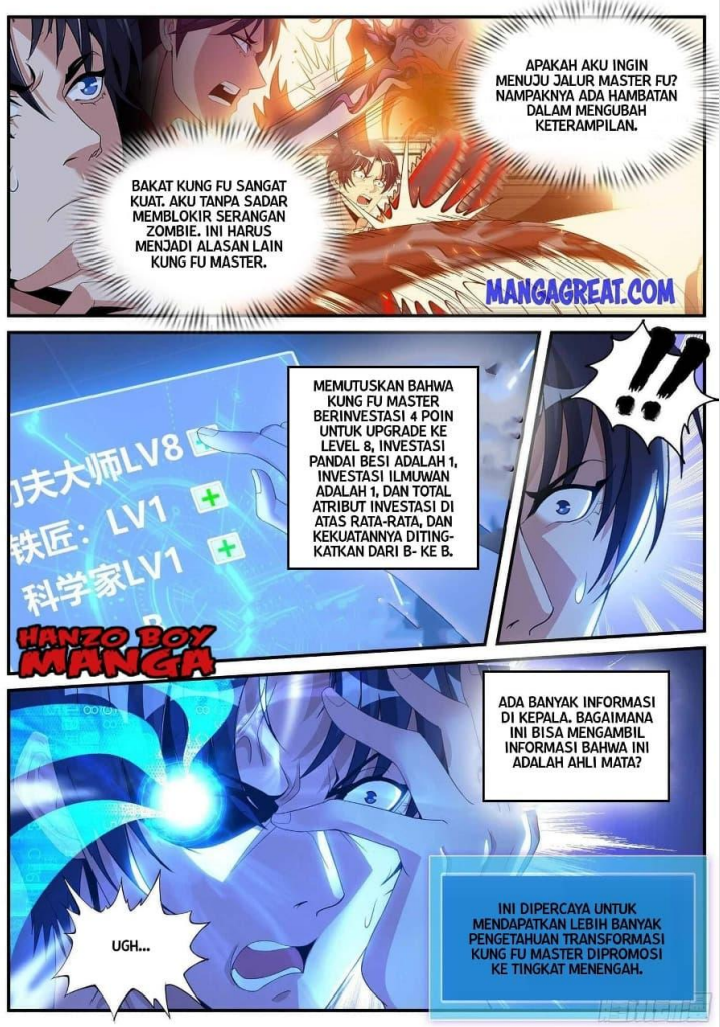 APAKAH AKU INGIN
MENUJU JALUR MASTER FU?
NAMPAKNYA ADA HAMBATAN
DALAM MENGUBAH
KETERAMPILAN.
BAKAT KUNG FU SANGAT
KUAT. AKU TANPA SADAR
MEMBLOKIR SERANGAN
ZOMBIE. INI HARUS
MENJADI ALASAN LAIN
KUNG FU MASTER.
MANGAGREAT.COM
!!
MEMUTUSKAN BAHWA
KUNG FU MASTER
BERINVESTASI 4 POIN
UNTUK UPGRADE KE
LEVEL 8, INVESTASI
PANDAI BESI ADALAH 1,
INVESTASI ILMUWAN
ADALAH 1, DAN TOTAL
ATRIBUT INVESTASI DI
ATAS RATA-RATA, DAN
KEKUATANNYA DITING-
KATKAN DARI B- KE B.
功夫大师LV8
铁匠：LV1 +
科学家LV1 +
HANZO BOY
MANGA
ADA BANYAK INFORMASI
DI KEPALA. BAGAIMANA
INI BISA MENGAMBIL
INFORMASI BAHWA INI
ADALAH AHLI MATA?
UGH...
INI DIPERCAYA UNTUK
MENDAPATKAN LEBIH BANYAK
PENGETAHUAN TRANSFORMASI
KUNG FU MASTER DIPROMOSI
KE TINGKAT MENENGAH.